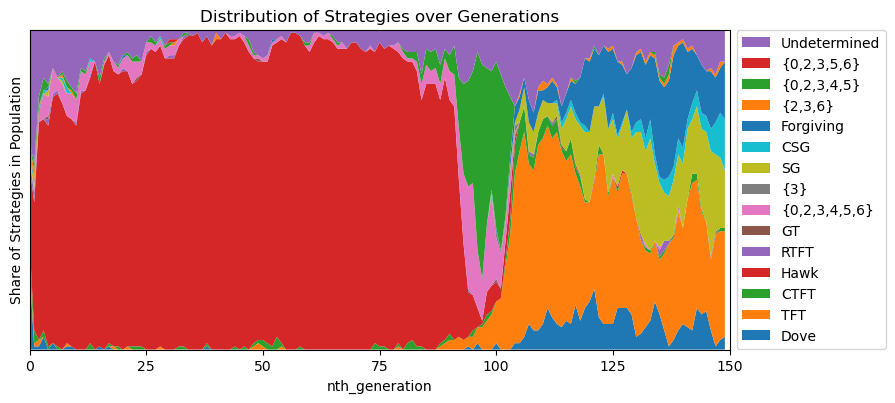 Distribution of Strategies over Generations
Share of Strategies in Population
0
25
50
75
100
125
150
nth_generation
Undetermined
{0,2,3,5,6}
{0,2,3,4,5}
{2,3,6}
Forgiving
CSG
SG
{3}
{0,2,3,4,5,6}
GT
RTFT
Hawk
CTFT
TFT
Dove